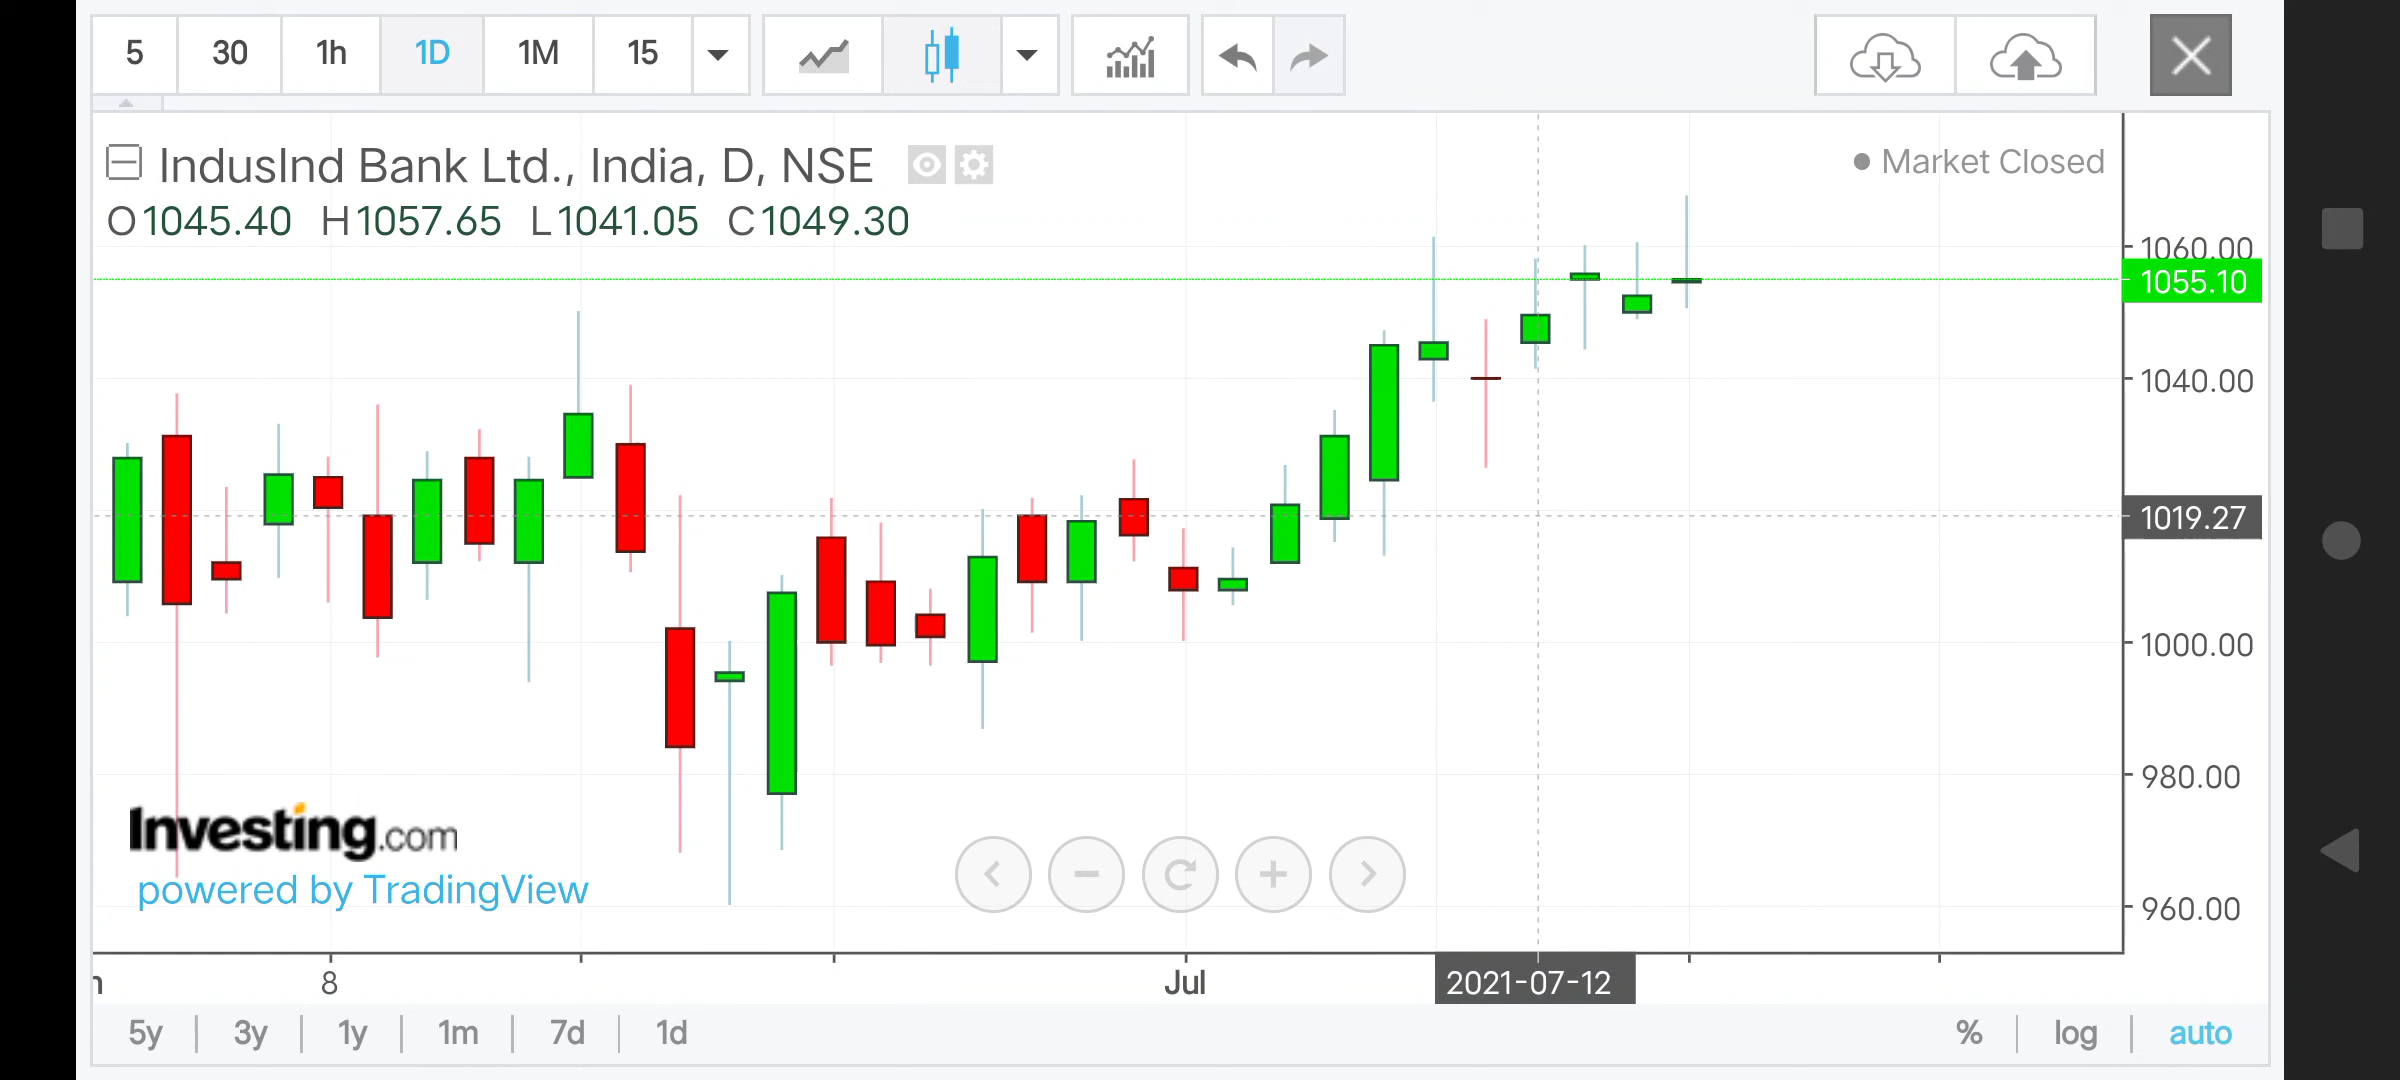 5 30 1h 1D 1M 15
IndusInd Bank Ltd., India, D, NSE
Market Closed
O1045.40 H1057.65 L1041.05 C1049.30
1060.00
1055.10
1040.00
1019.27
1000.00
980.00
960.00
Investing.com
powered by TradingView
8 Jul 2021-07-12
5y | 3y | 1y | 1m | 7d | 1d % | log | auto